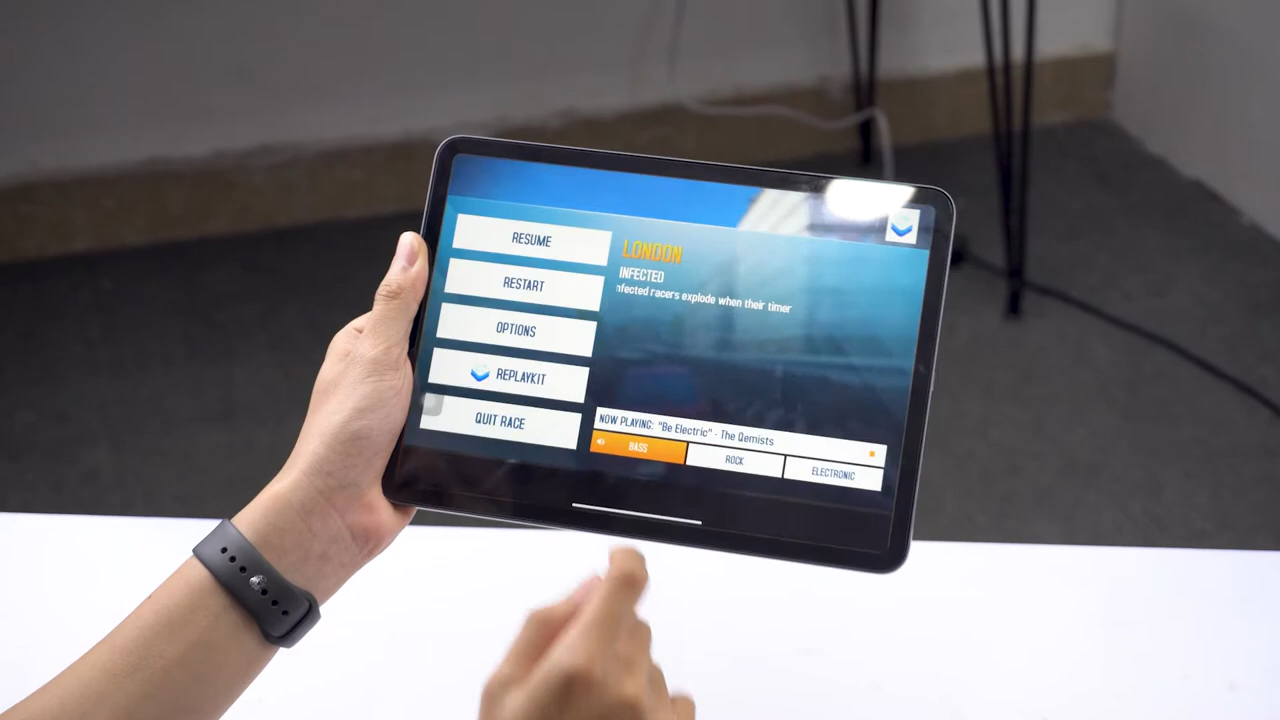 RESUME
RESTART
OPTIONS
REPLAYKIT
QUIT RACE
LONDON
INFECTED
nfected racers explode when their timer
NOW PLAYING: "Be Electric" - The Qemists
BASS
ROCK
ELECTRONIC